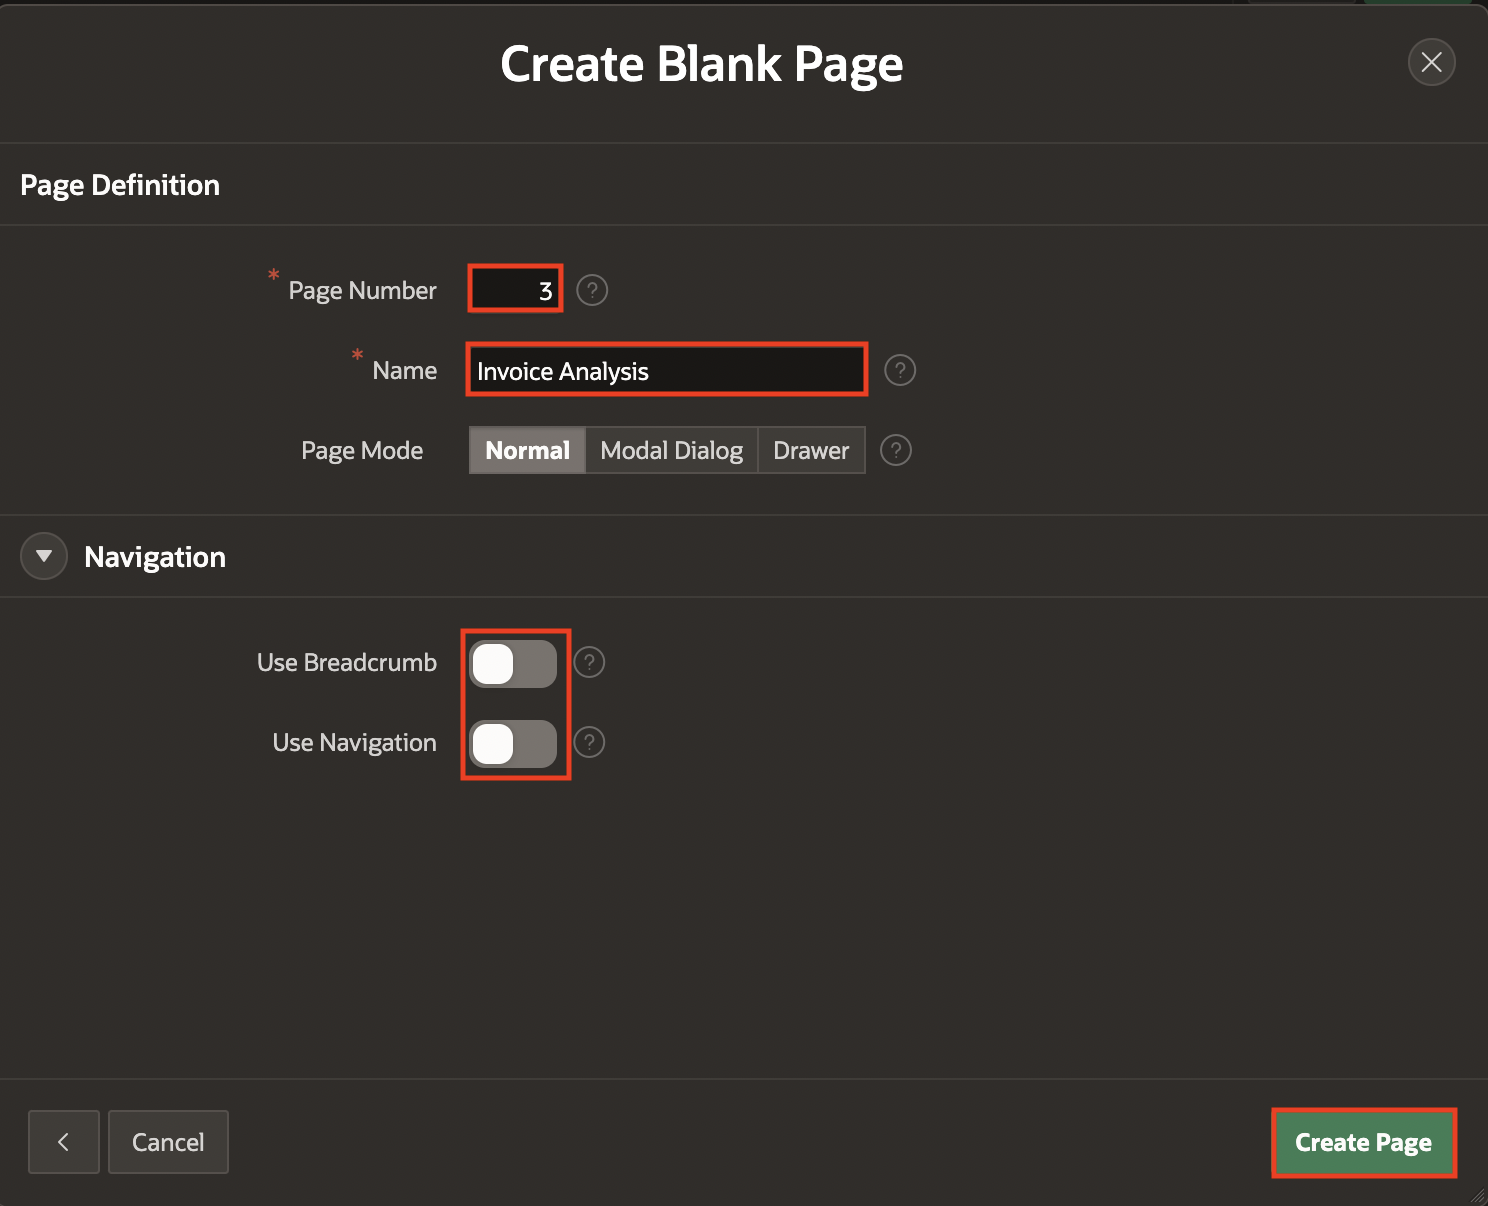 Create Blank Page
Page Definition
* Page Number 3 ?
* Name Invoice Analysis ?
Page Mode Normal Modal Dialog Drawer ?
Navigation
Use Breadcrumb ?
Use Navigation ?
Cancel Create Page